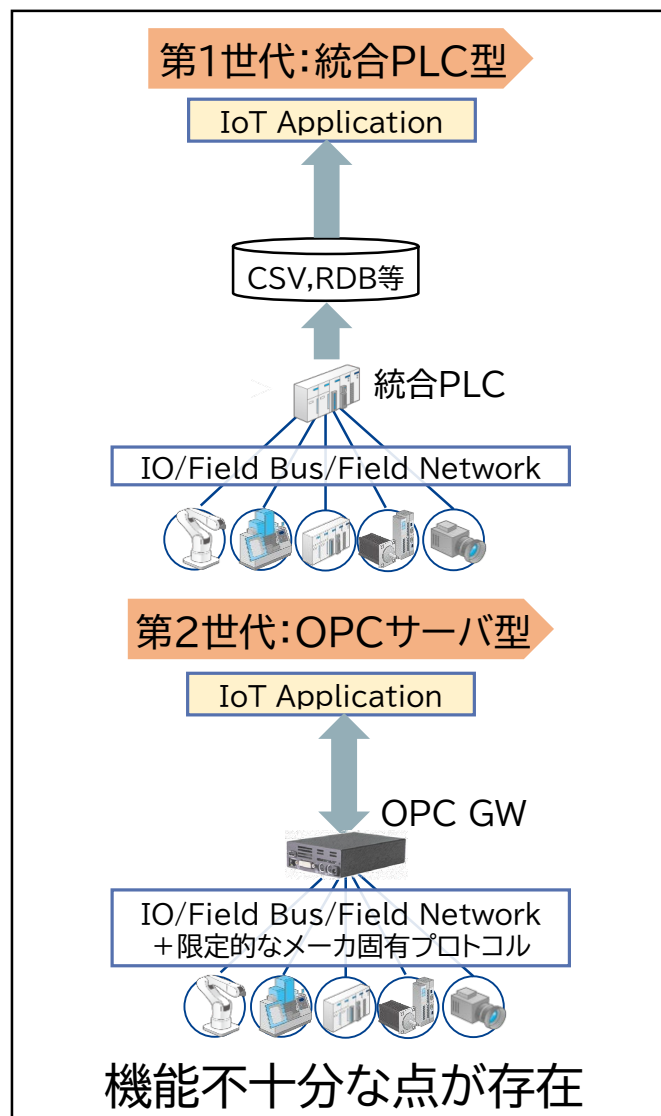 第1世代:統合PLC型
IoT Application
CSV,RDB等
統合PLC
IO/Field Bus/Field Network
第2世代:OPCサーバ型
IoT Application
OPC GW
IO/Field Bus/Field Network
+限定的なメーカ固有プロトコル
機能不十分な点が存在